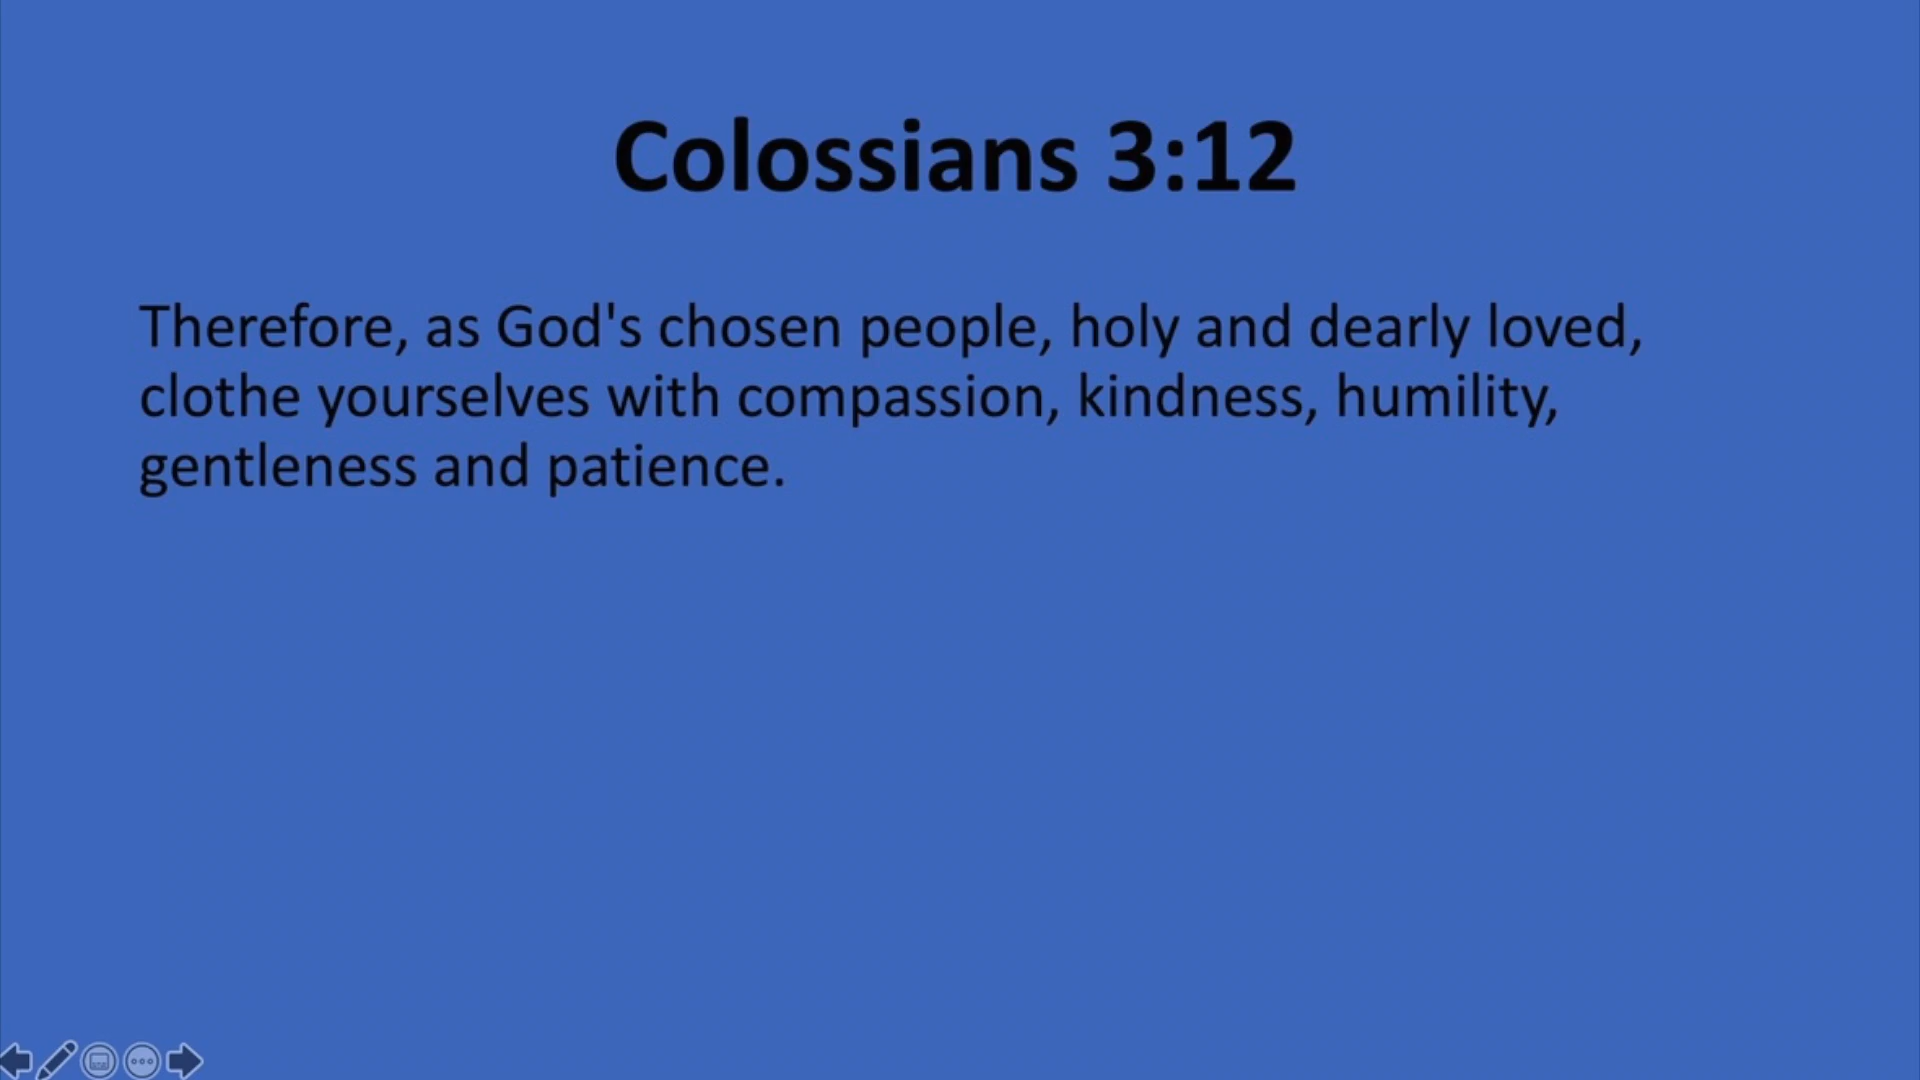 Colossians 3:12
Therefore, as God's chosen people, holy and dearly loved,
clothe yourselves with compassion, kindness, humility,
gentleness and patience.